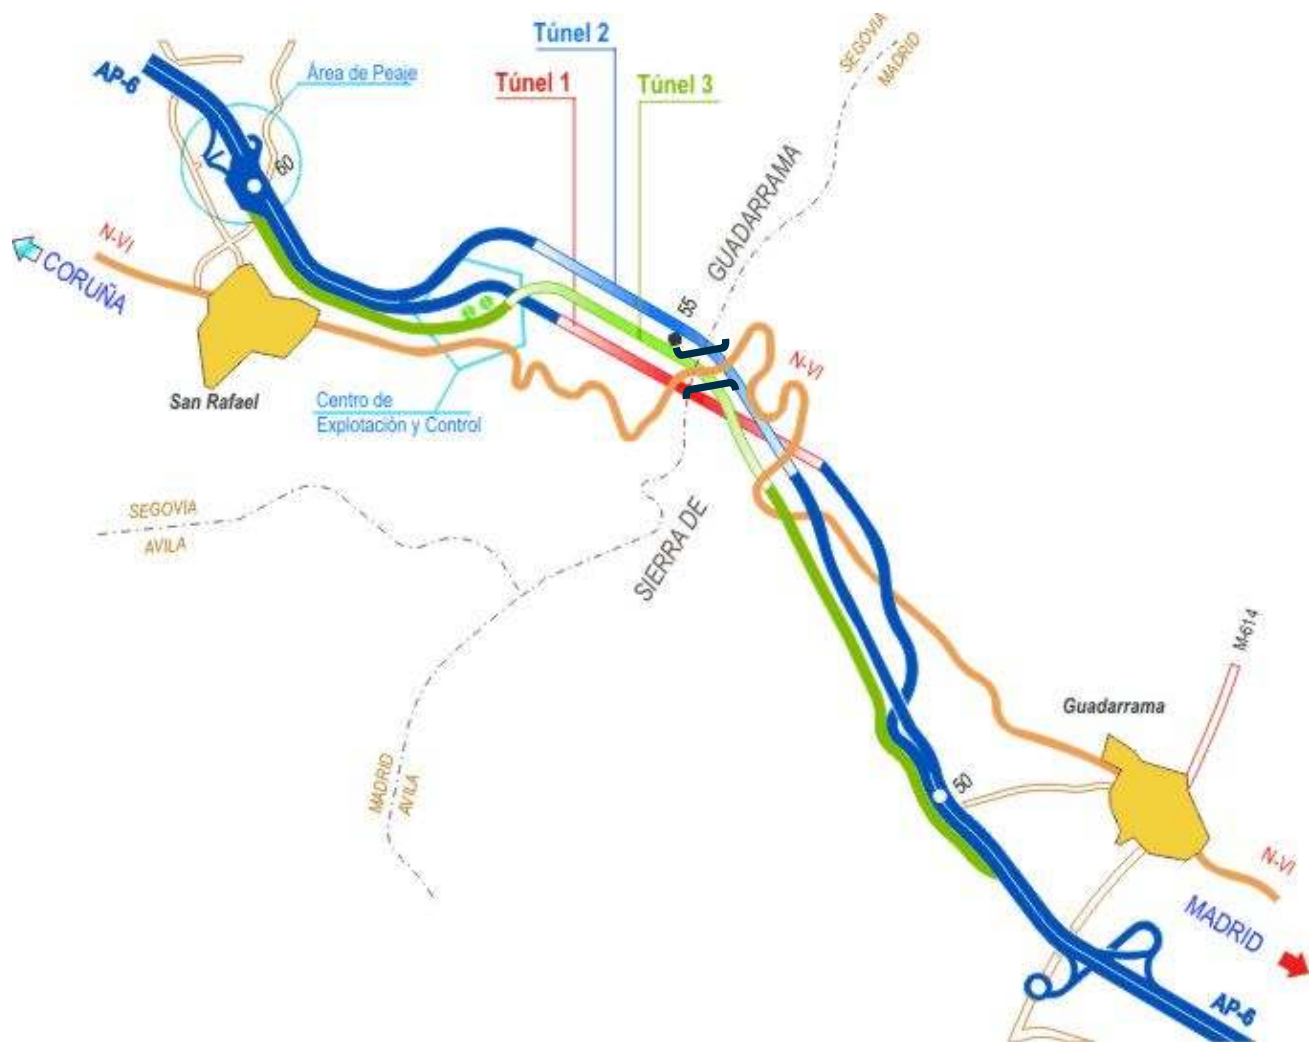 Túnel 2
SEGOVIA
MADRID
AP-6
Área de Peaje
Túnel 1
Túnel 3
60
GUADARRAMA
N-VI
CORUÑA
55
N-VI
San Rafael
Centro de
Explotación y Control
SEGOVIA
AVILA
SIERRA DE
M-614
Guadarrama
MADRID
AVILA
50
N-VI
MADRID
AP-6